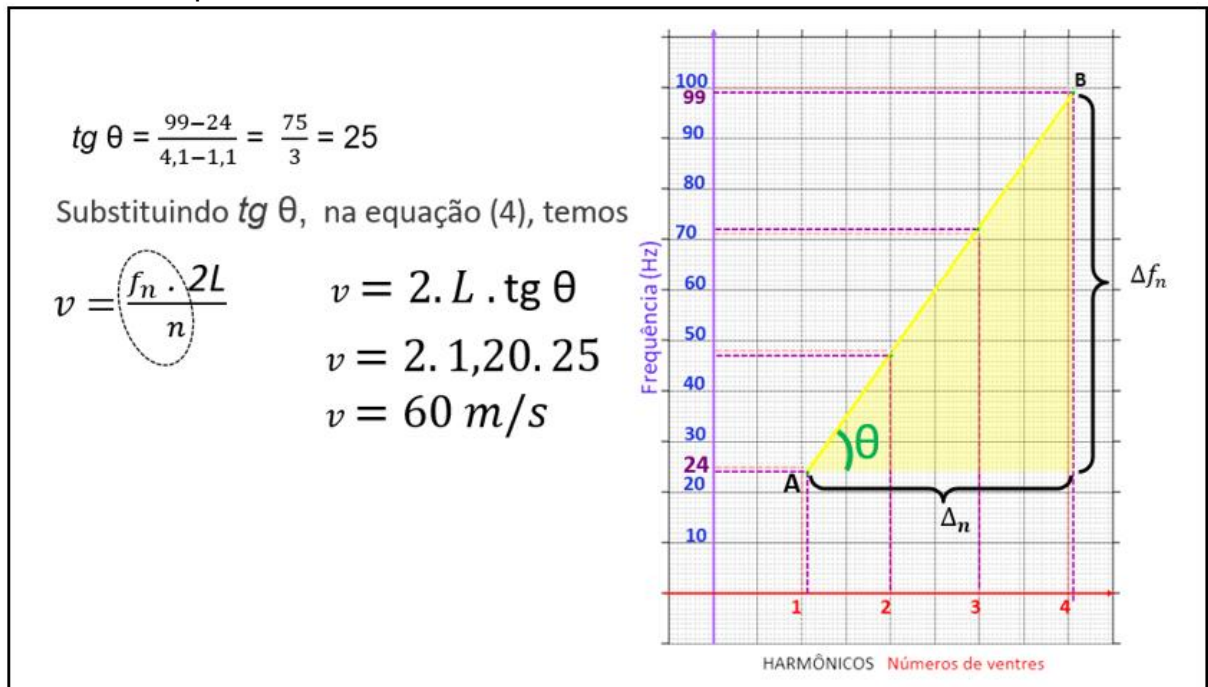 tg θ = 99−24 / 4,1−1,1 = 75 / 3 = 25
Substituindo tg θ, na equação (4), temos
v = fn . 2L / n
v = 2. L . tg θ
v = 2. 1,20. 25
v = 60 m/s
Frequência (Hz)
100
99
90
80
70
60
50
40
30
24
20
10
A
B
θ
Δfn
Δn
1 2 3 4
HARMÔNICOS Números de ventres